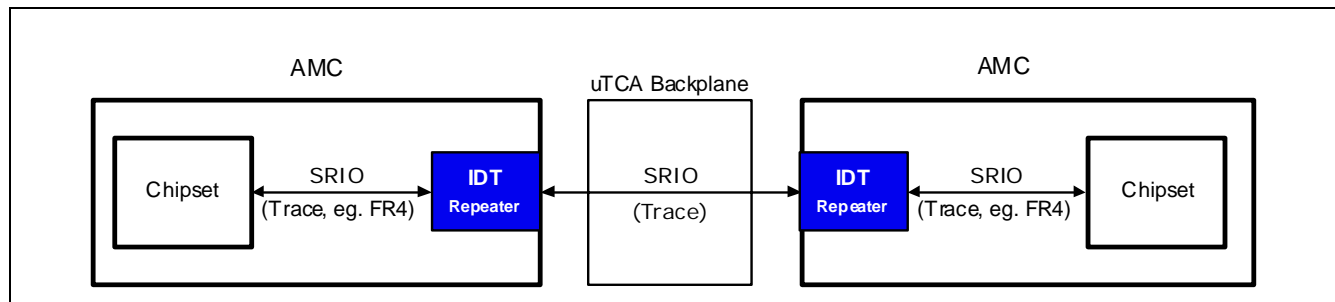 AMC
uTCA Backplane
AMC
Chipset
SRIO
(Trace, eg. FR4)
IDT
Repeater
SRIO
(Trace)
IDT
Repeater
SRIO
(Trace, eg. FR4)
Chipset